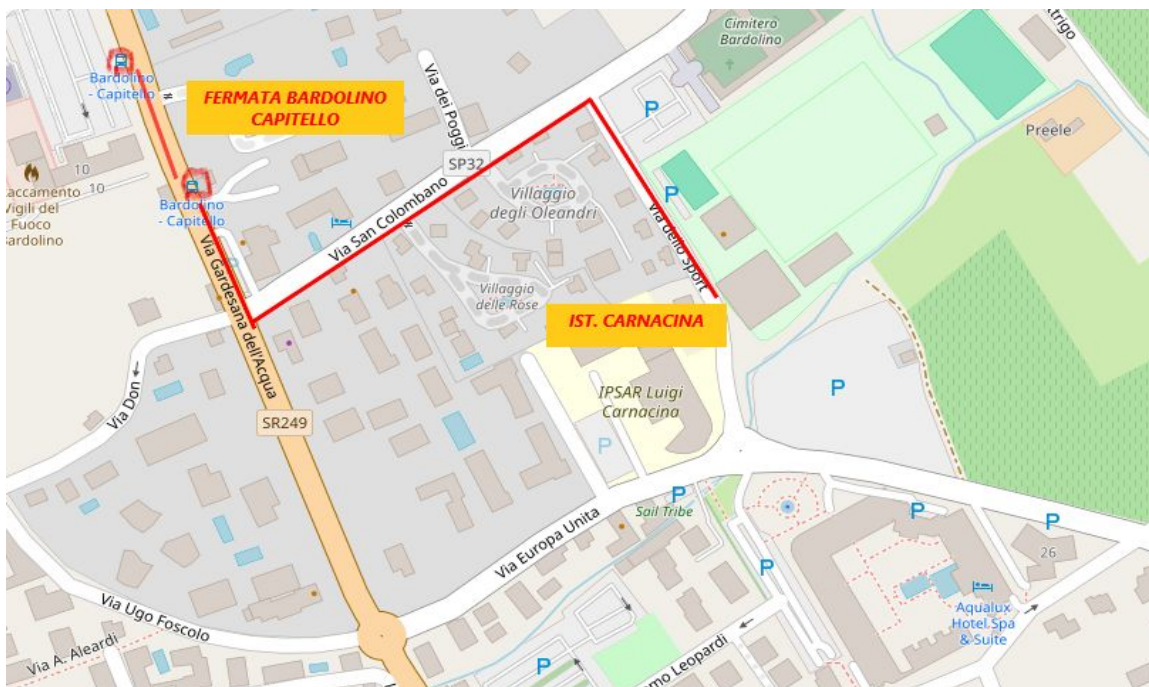 Cimitero
Bardolino
Bardolino
- Capitello
FERMATA BARDOLINO
CAPITELLO
Via dei Poggi
P
Preele
SP32
10
10
Bardolino
- Capitello
Vigili del
Fuoco
Villaggio
degli Oleandri
P
Via San Colombano
Via dello Sport
Via Gardesana dell'Acqua
Villaggio
delle Rose
IST. CARNACINA
Via Don
IPSAR Luigi
Carnacina
P
SR249
P
P
Sail Tribe
P
P
Via Europa Unita
26
P
Via Ugo Foscolo
Aqualux
Hotel Spa
& Suite
Via A. Aleardi
P
mo Leopardi